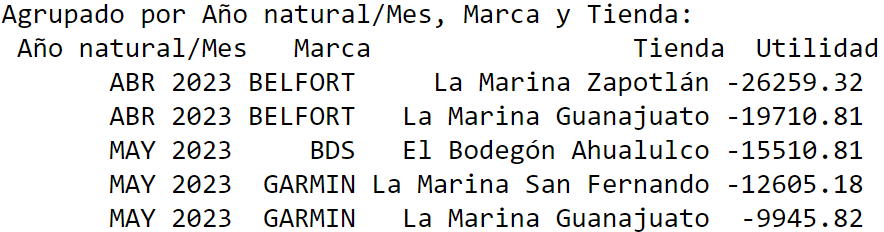 Agrupado por Año natural/Mes, Marca y Tienda:
Año natural/Mes Marca Tienda Utilidad
ABR 2023 BELFORT La Marina Zapotlán -26259.32
ABR 2023 BELFORT La Marina Guanajuato -19710.81
MAY 2023 BDS El Bodegón Ahualulco -15510.81
MAY 2023 GARMIN La Marina San Fernando -12605.18
MAY 2023 GARMIN La Marina Guanajuato -9945.82